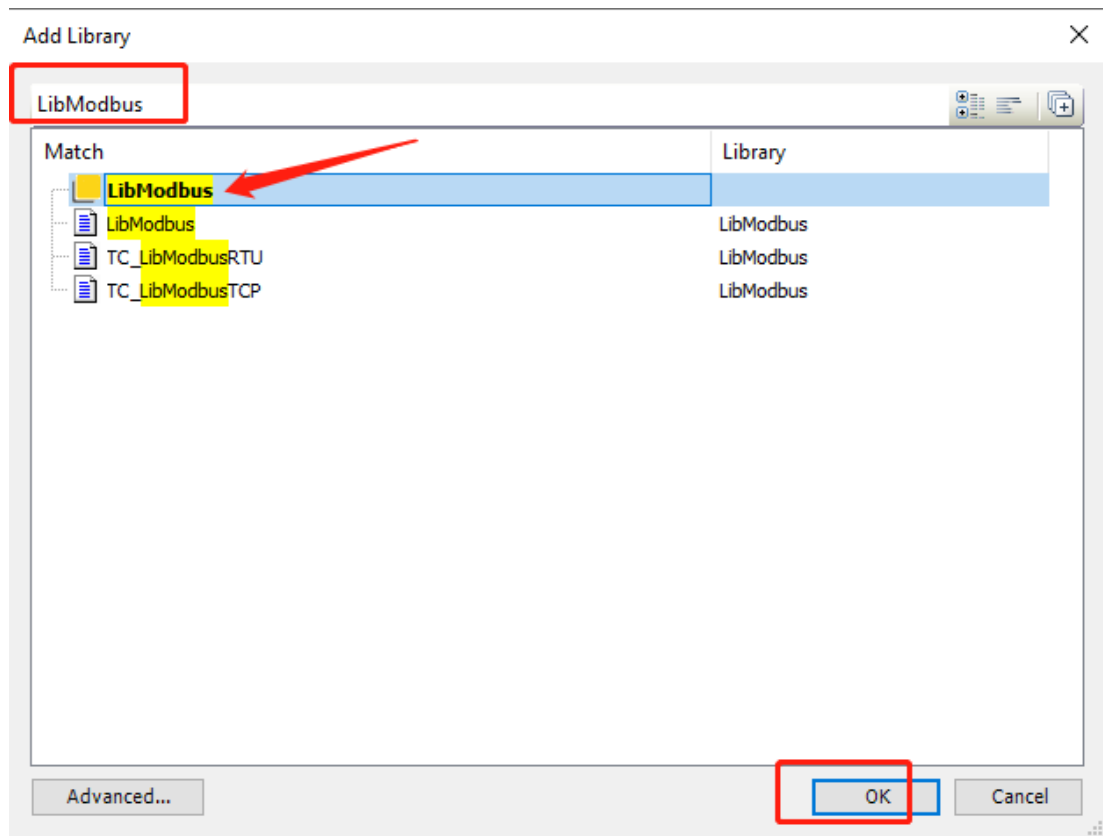 Add Library
LibModbus
Match Library
LibModbus
LibModbus LibModbus
TC_LibModbusRTU LibModbus
TC_LibModbusTCP LibModbus
Advanced... OK Cancel